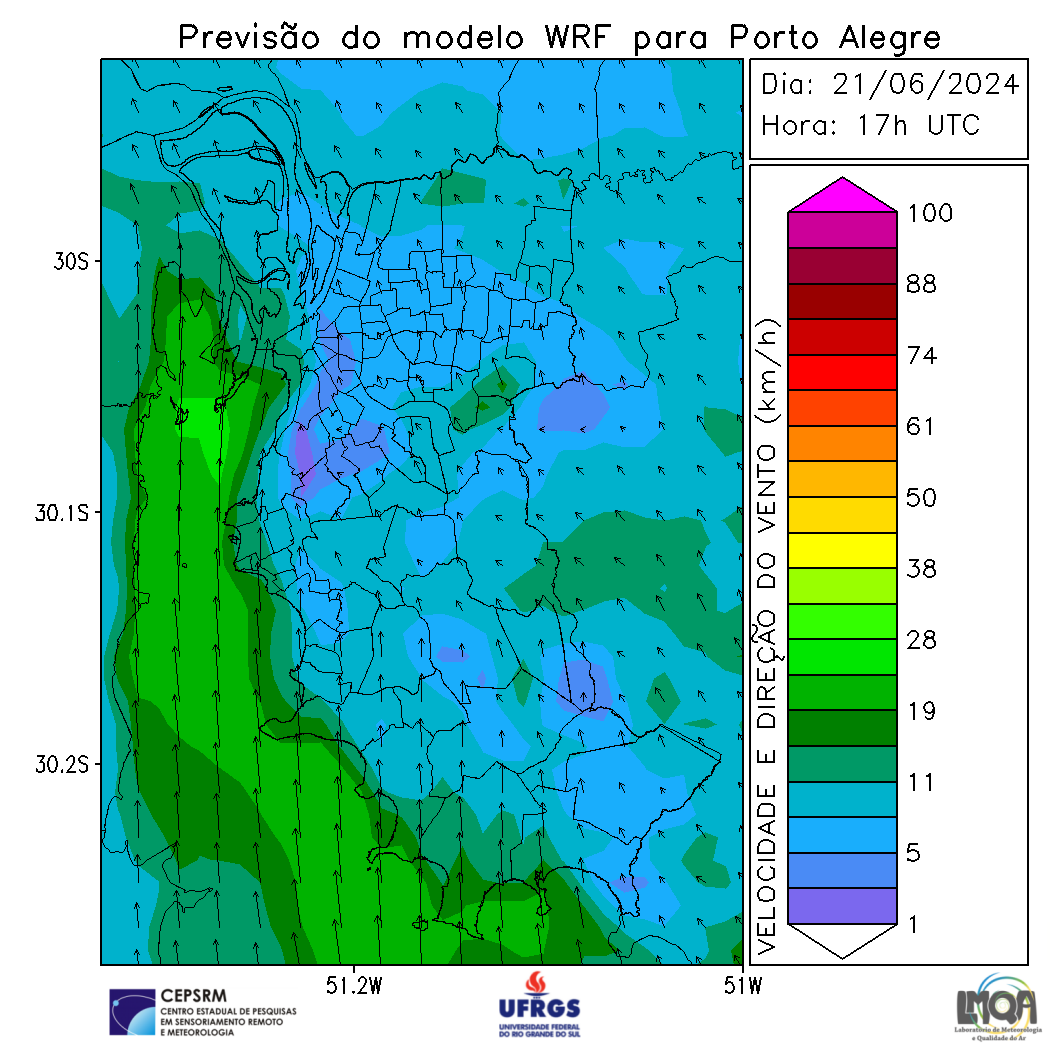 Previsão do modelo WRF para Porto Alegre
Dia: 21/06/2024
Hora: 17h UTC
30S
30.1S
30.2S
51.2W
51W
VELOCIDADE E DIREÇÃO DO VENTO (km/h)
100
88
74
61
50
38
28
19
11
5
1
CEPSRM
CENTRO ESTADUAL DE PESQUISAS
EM SENSORIAMENTO REMOTO
E METEOROLOGIA
UFRGS
UNIVERSIDADE FEDERAL
DO RIO GRANDE DO SUL
LMQA
Laboratório de Meteorologia
e Qualidade do Ar